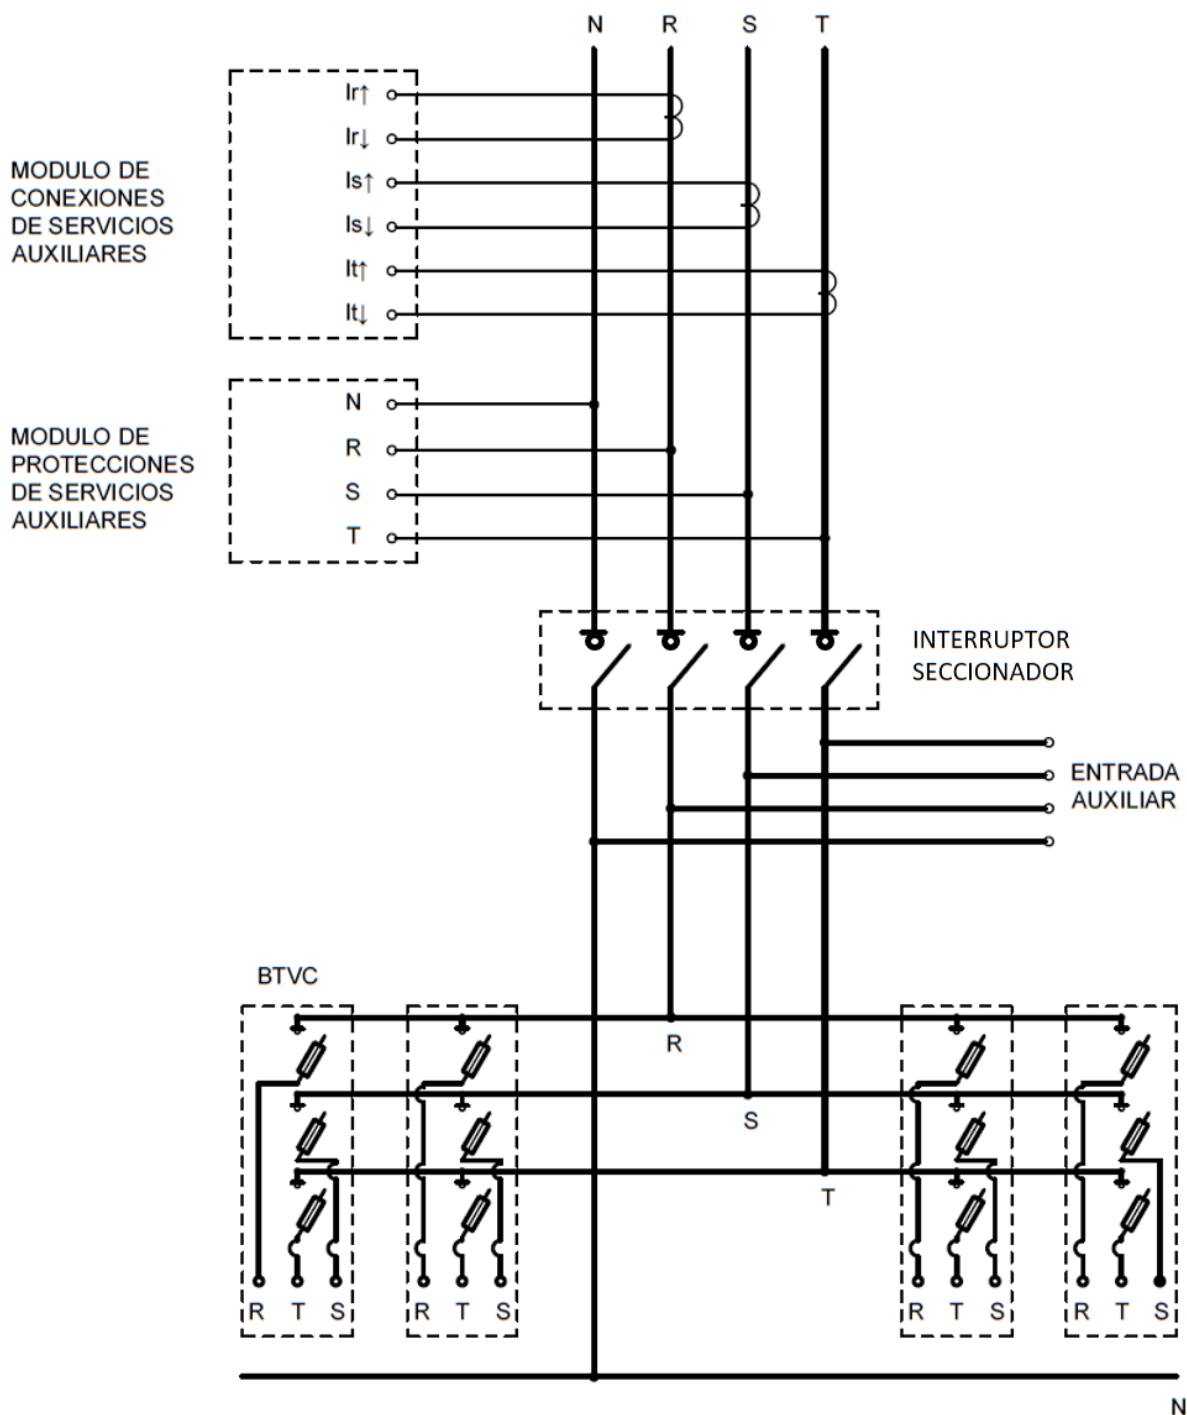 N R S T
Ir↑
Ir↓
Is↑
Is↓
It↑
It↓
MODULO DE
CONEXIONES
DE SERVICIOS
AUXILIARES
N
R
S
T
MODULO DE
PROTECCIONES
DE SERVICIOS
AUXILIARES
INTERRUPTOR
SECCIONADOR
ENTRADA
AUXILIAR
BTVC
R
S
T
R T S R T S R T S R T S
N